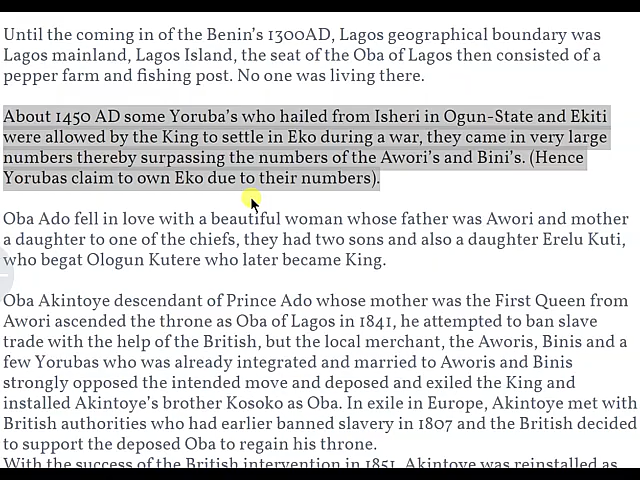 Until the coming in of the Benin's 1300AD, Lagos geographical boundary was
Lagos mainland, Lagos Island, the seat of the Oba of Lagos then consisted of a
pepper farm and fishing post. No one was living there.
About 1450 AD some Yoruba's who hailed from Isheri in Ogun-State and Ekiti
were allowed by the King to settle in Eko during a war, they came in very large
numbers thereby surpassing the numbers of the Awori's and Bini's. (Hence
Yorubas claim to own Eko due to their numbers).
Oba Ado fell in love with a beautiful woman whose father was Awori and mother
a daughter to one of the chiefs, they had two sons and also a daughter Erelu Kuti,
who begat Ologun Kutere who later became King.
Oba Akintoye descendant of Prince Ado whose mother was the First Queen from
Awori ascended the throne as Oba of Lagos in 1841, he attempted to ban slave
trade with the help of the British, but the local merchant, the Aworis, Binis and a
few Yorubas who was already integrated and married to Aworis and Binis
strongly opposed the intended move and deposed and exiled the King and
installed Akintoye's brother Kosoko as Oba. In exile in Europe, Akintoye met with
British authorities who had earlier banned slavery in 1807 and the British decided
to support the deposed Oba to regain his throne.
With the success of the British intervention in 1851, Akintoye was reinstalled as